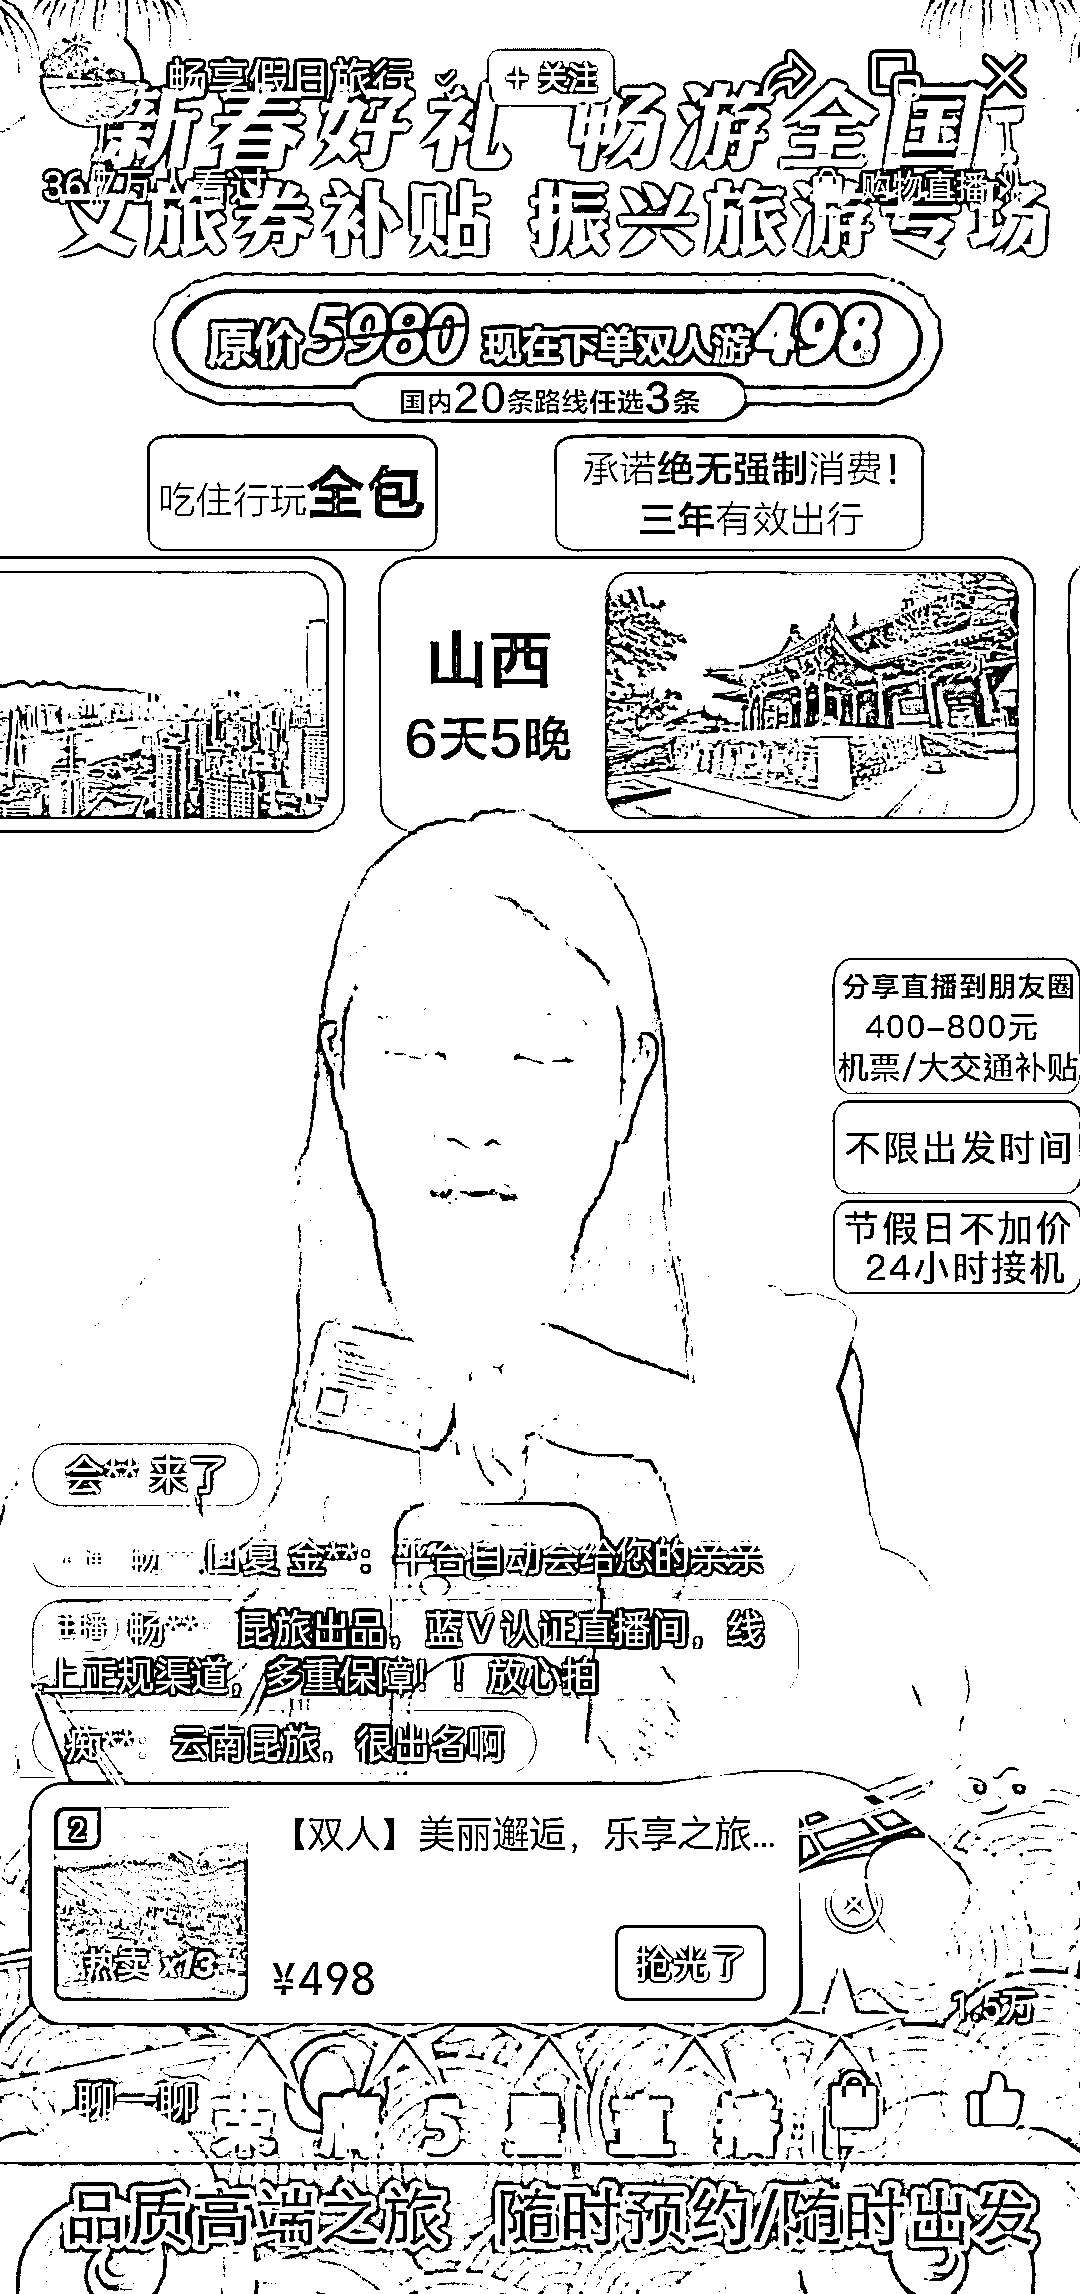 畅享假日旅行
关注
新春好礼 畅游全国
购物直播
文旅券补贴 振兴旅游专场
原价5980 现在下单双人游498
国内20条路线任选3条
吃住行玩全包
承诺绝无强制消费!
三年有效出行
山西
6天5晚
分享直播到朋友圈
400-800元
机票/大交通补贴
不限出发时间
节假日不加价
24小时接机
会** 来了
回复 金**: 平台自动会给您的亲亲
主播 畅** 昆旅出品，蓝V认证直播间，线
上正规渠道，多重保障！！放心拍
痴**: 云南昆旅，很出名啊
2
【双人】美丽邂逅，乐享之旅...
热卖 x13
¥498
抢光了
1.5万
聊一聊
品质高端之旅 随时预约/随时出发